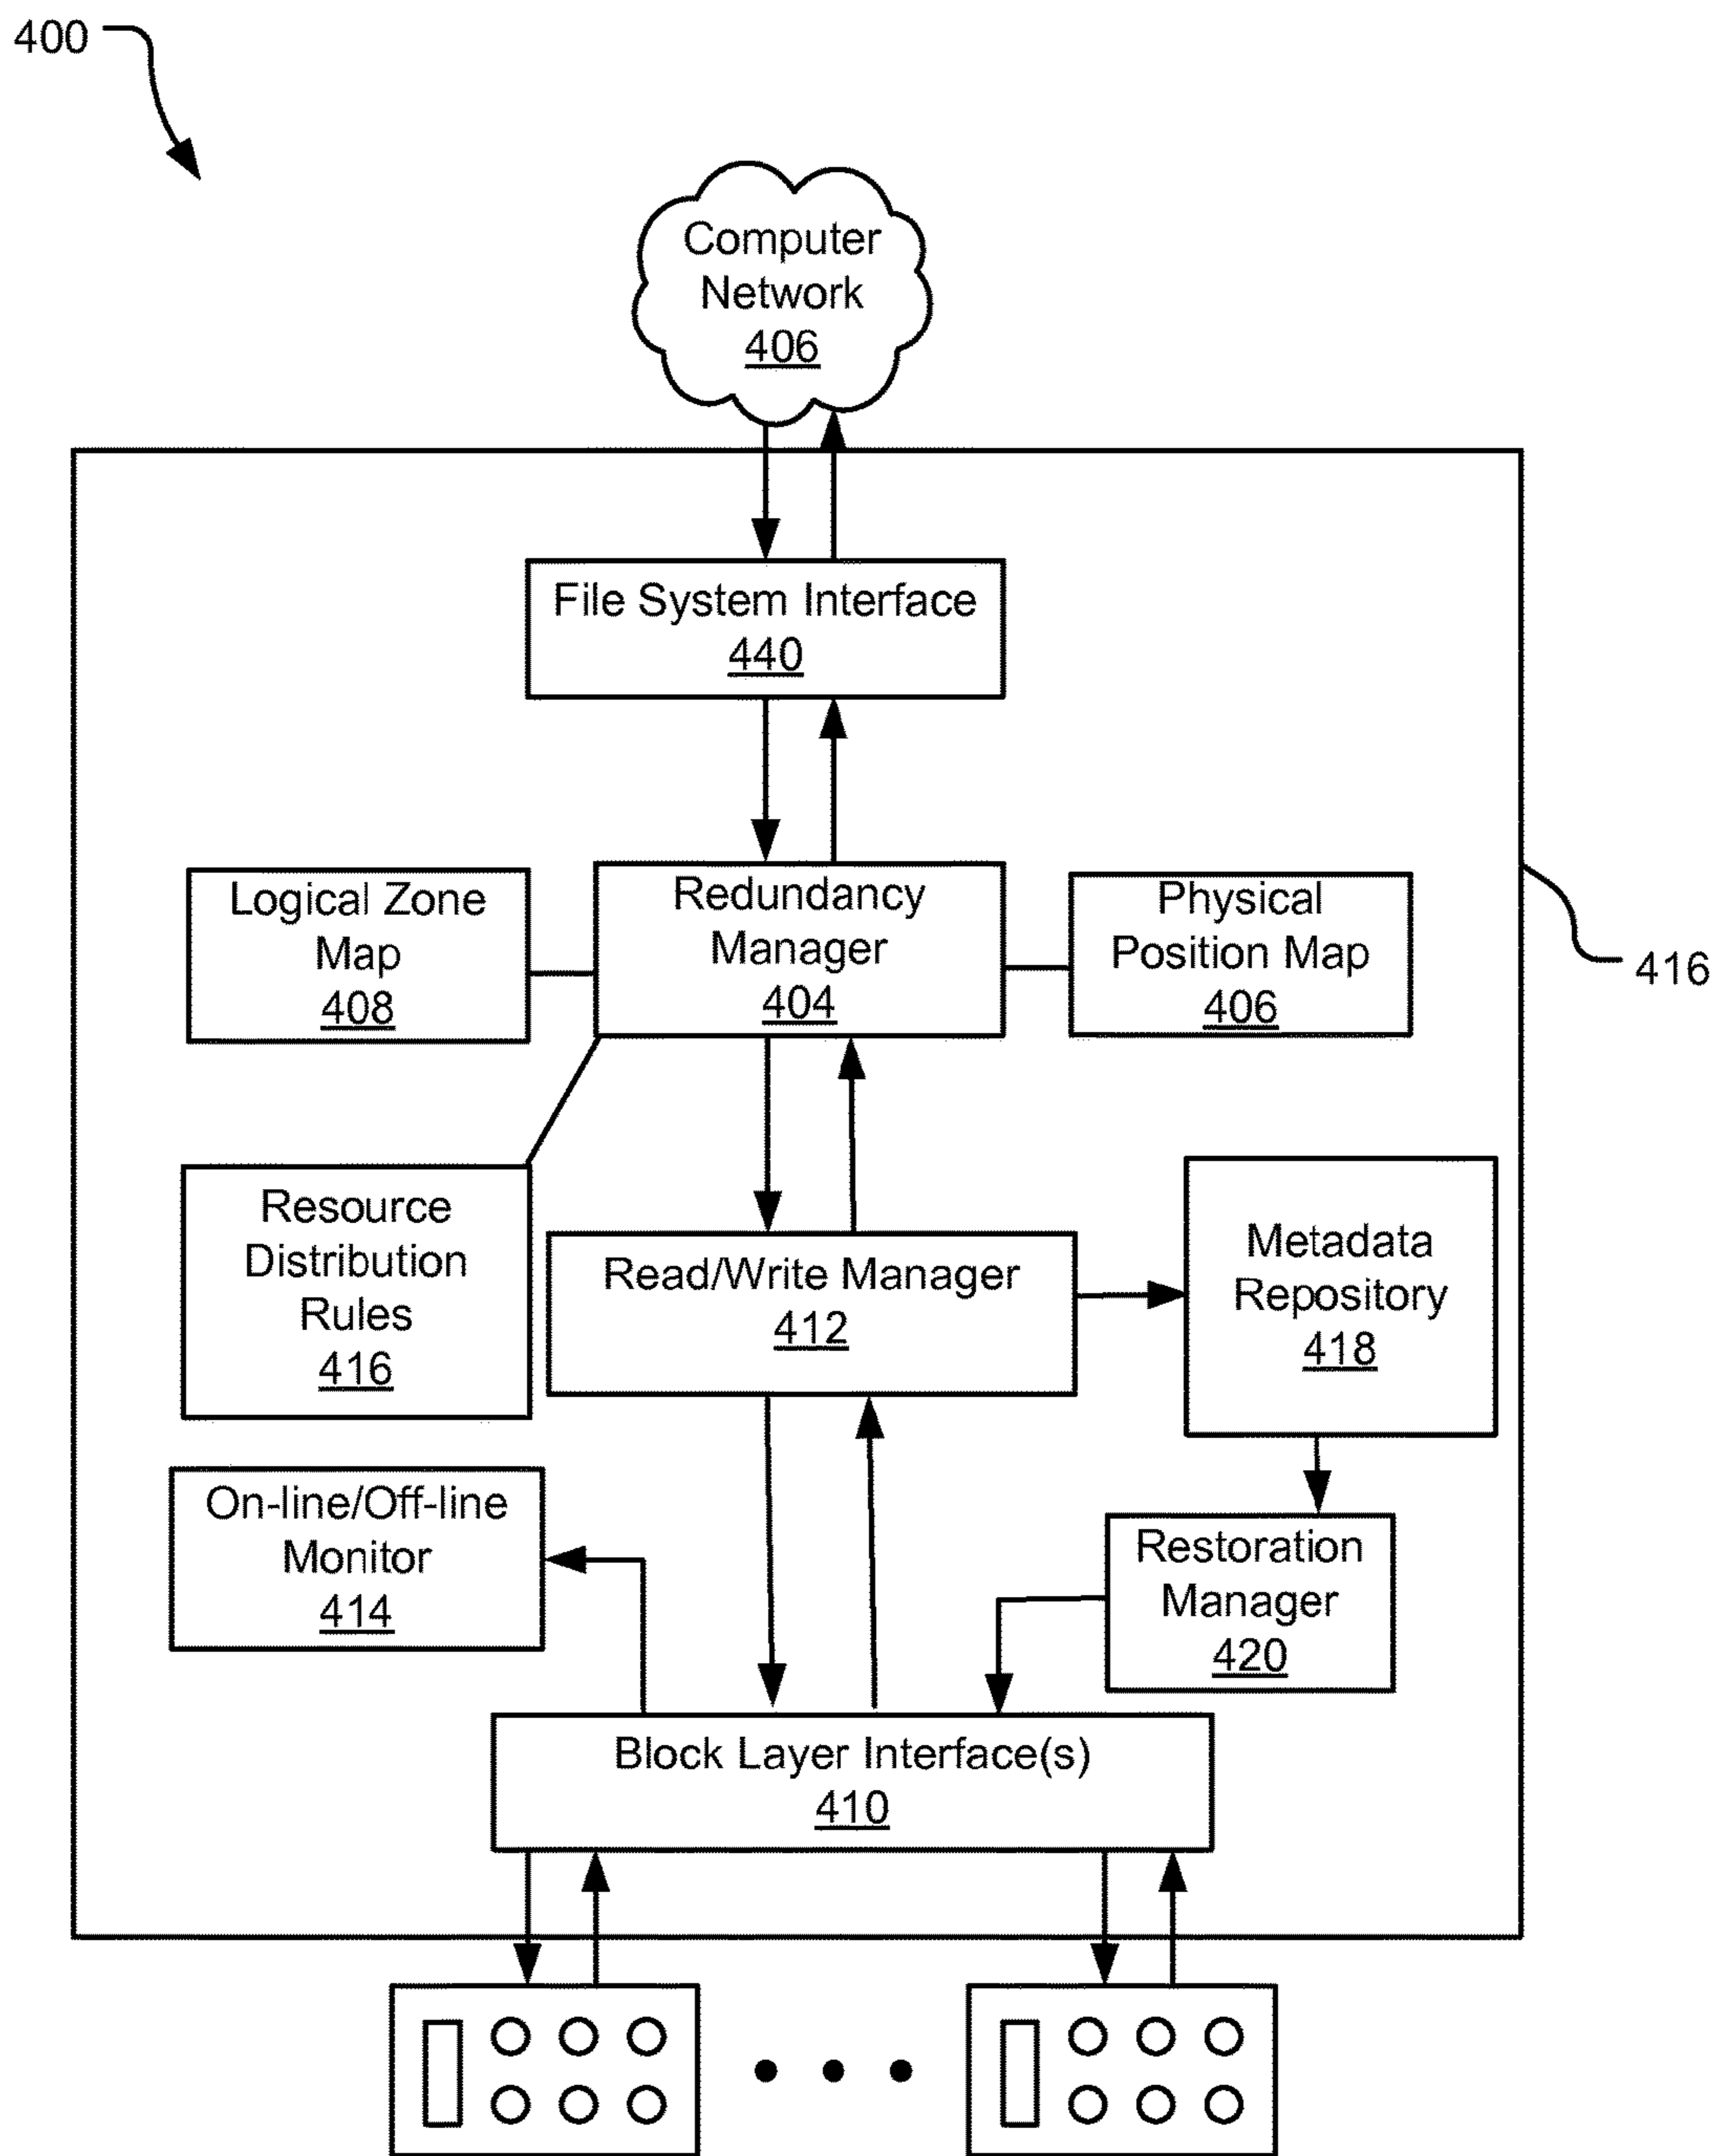 400
Computer
Network
406
File System Interface
440
Logical Zone
Map
408
Redundancy
Manager
404
Physical
Position Map
406
416
Resource
Distribution
Rules
416
Read/Write Manager
412
Metadata
Repository
418
On-line/Off-line
Monitor
414
Restoration
Manager
420
Block Layer Interface(s)
410